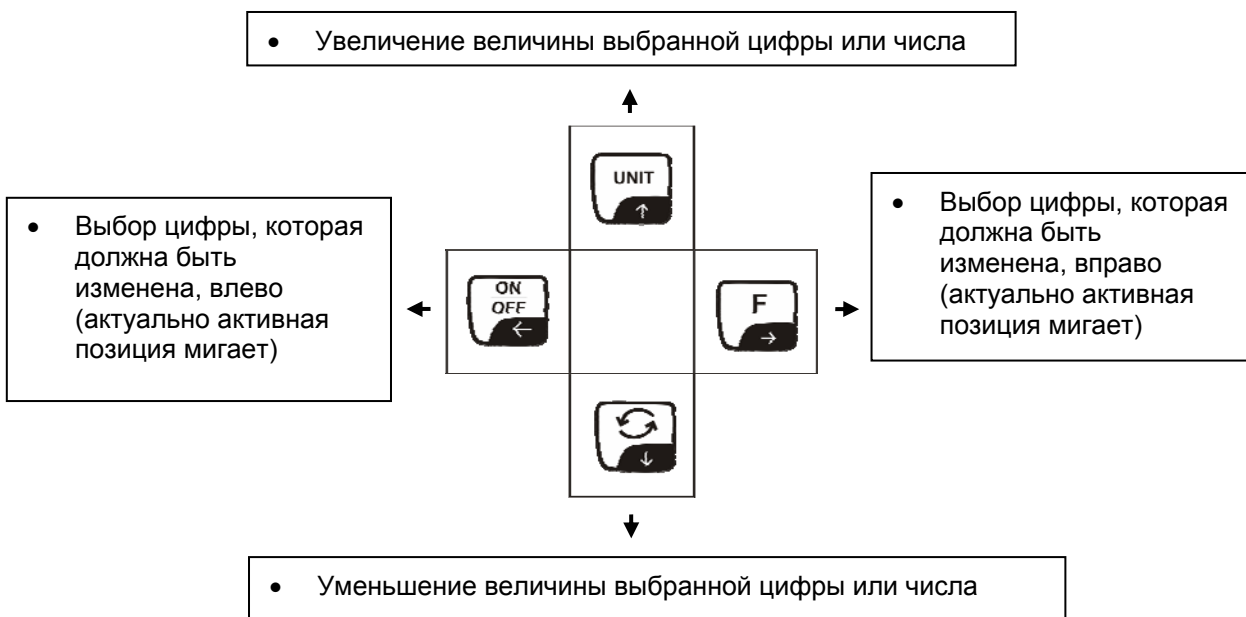 • Увеличение величины выбранной цифры или числа
UNIT
↑
• Выбор цифры, которая
должна быть
изменена, влево
(актуально активная
позиция мигает)
ON
OFF
←
F
→
• Выбор цифры, которая
должна быть
изменена, вправо
(актуально активная
позиция мигает)
↓
• Уменьшение величины выбранной цифры или числа